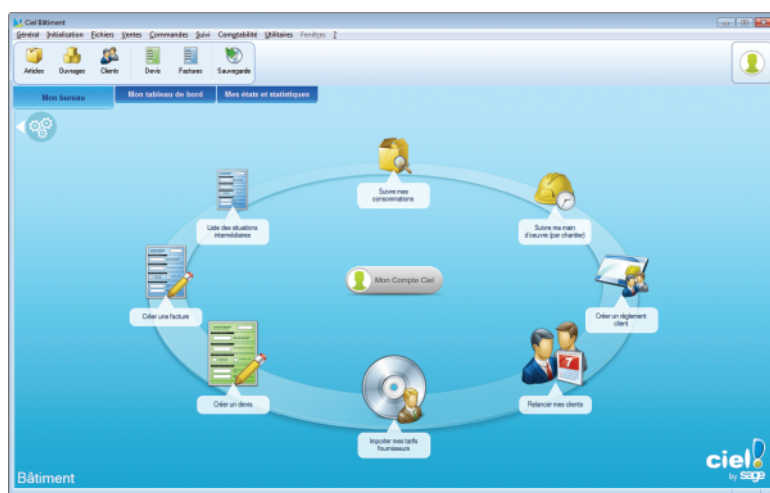 Ciel Bâtiment
Général Initialisation Fichiers Ventes Commandes Suivi Comptabilité Utilitaires Fenêtres ?
Articles Ouvrages Clients Devis Factures Sauvegarde
Mon bureau Mon tableau de bord Mes états et statistiques
Suivre mes
consommations
Liste des situations
intermédiaires
Suivre ma main
d'oeuvre (par chantier)
Mon Compte Ciel
Créer une facture
Créer un règlement
client
7
Créer un devis
Relancer mes clients
Importer mes tarifs
fournisseurs
ciel!
by sage
Bâtiment